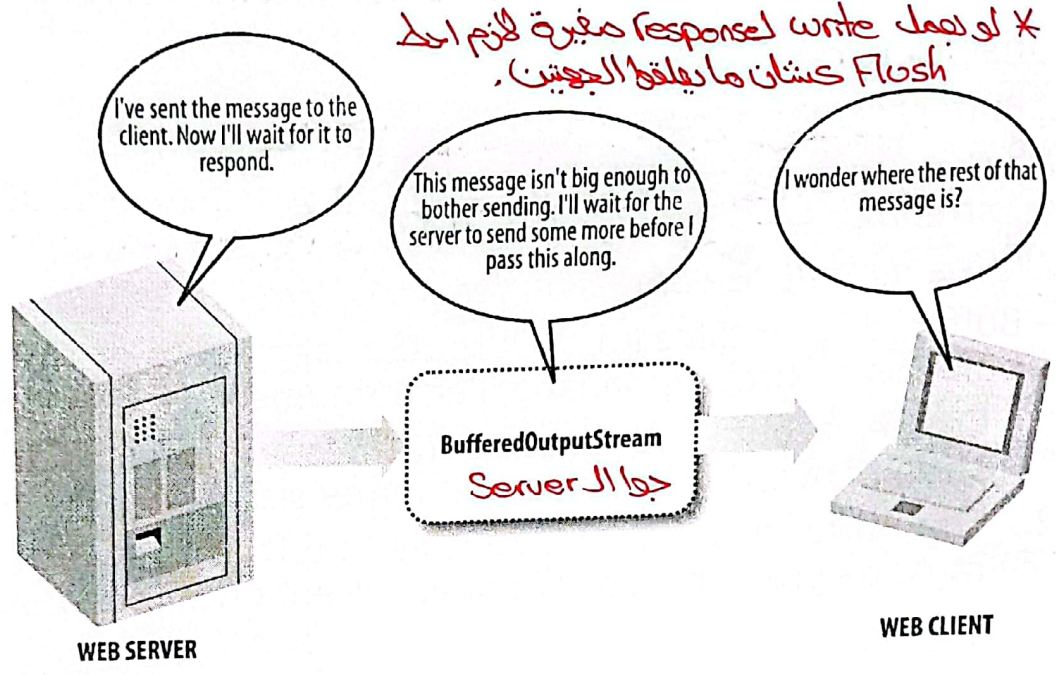 * لو بعمل write لresponse صغيرة لازم احط
Flush عشان ما يعلقو الجهتين.
I've sent the message to the
client. Now I'll wait for it to
respond.
This message isn't big enough to
bother sending. I'll wait for the
server to send some more before I
pass this along.
I wonder where the rest of that
message is?
BufferedOutputStream
جوا الـ Server
WEB SERVER
WEB CLIENT